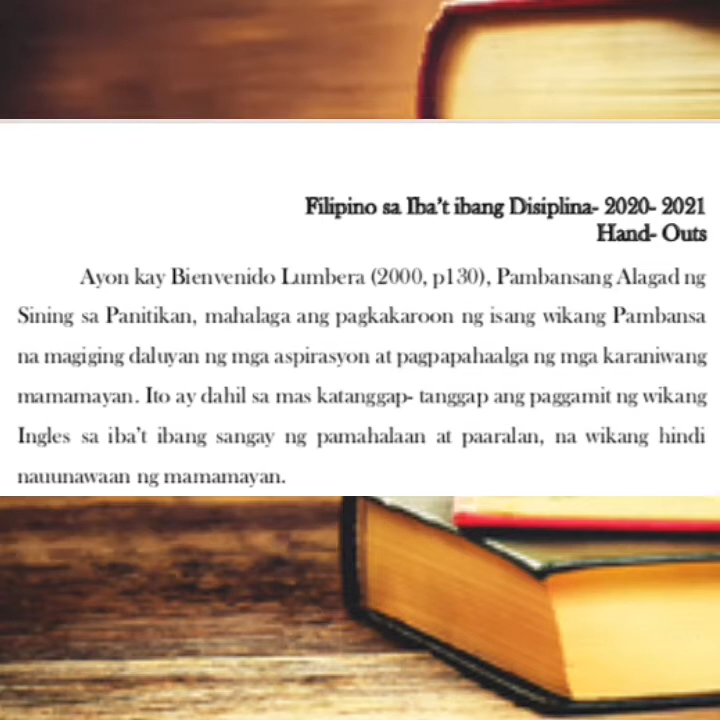 Filipino sa Iba't ibang Disiplina- 2020- 2021
Hand- Outs
Ayon kay Bienvenido Lumbera (2000, p130), Pambansang Alagad ng
Sining sa Panitikan, mahalaga ang pagkakaroon ng isang wikang Pambansa
na magiging daluyan ng mga aspirasyon at pagpapahaalga ng mga karaniwang
mamamayan. Ito ay dahil sa mas katanggap- tanggap ang paggamit ng wikang
Ingles sa iba't ibang sangay ng pamahalaan at paaralan, na wikang hindi
nauunawaan ng mamamayan.